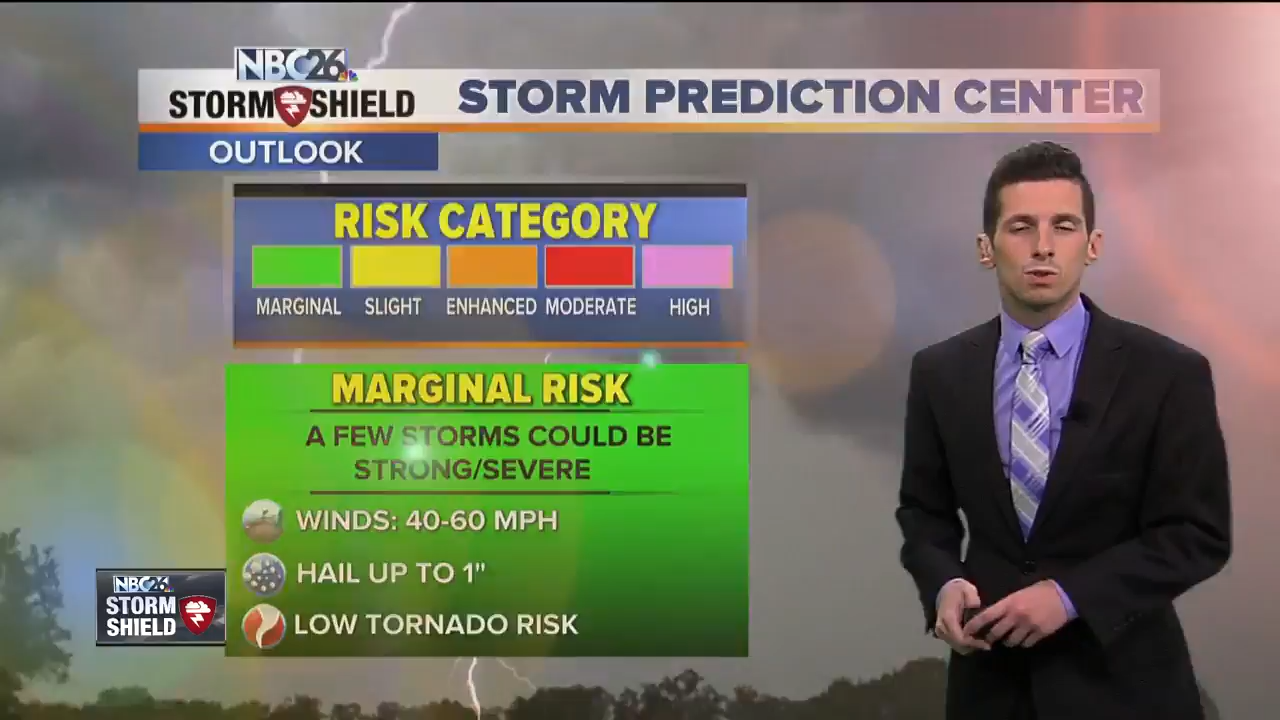 NBC26
STORM SHIELD
STORM PREDICTION CENTER
OUTLOOK
RISK CATEGORY
MARGINAL SLIGHT ENHANCED MODERATE HIGH
MARGINAL RISK
A FEW STORMS COULD BE
STRONG/SEVERE
WINDS: 40-60 MPH
HAIL UP TO 1"
LOW TORNADO RISK
NBC26
STORM
SHIELD